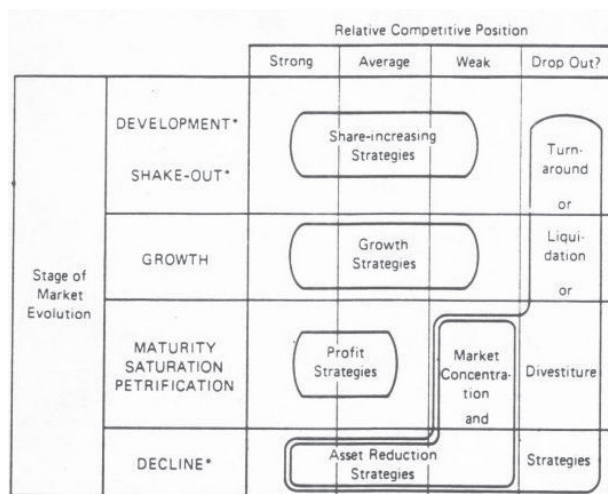 Relative Competitive Position
Strong Average Weak Drop Out?
Stage of
Market
Evolution
DEVELOPMENT*
SHAKE-OUT*
Share-increasing
Strategies
Turn-
around
or
GROWTH
Growth
Strategies
Liqui-
dation
or
MATURITY
SATURATION
PETRIFICATION
Profit
Strategies
Market
Concentra-
tion
and
Divestiture
DECLINE*
Asset Reduction
Strategies
Strategies